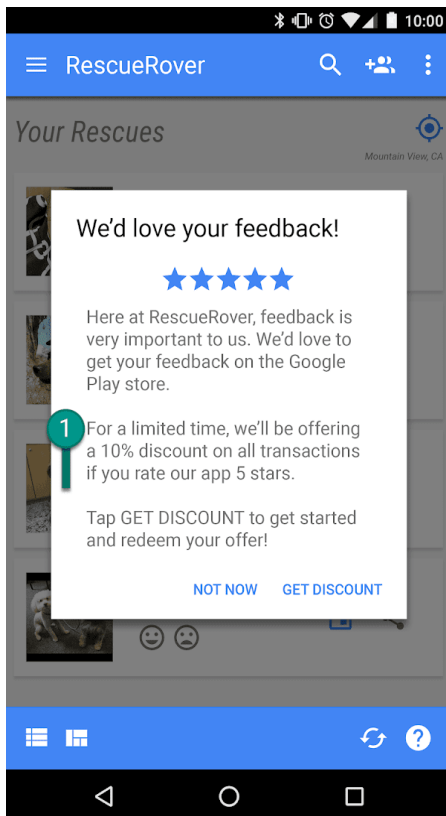 10:00
RescueRover
Your Rescues
Mountain View, CA
We'd love your feedback!
Here at RescueRover, feedback is
very important to us. We'd love to
get your feedback on the Google
Play store.
1
For a limited time, we'll be offering
a 10% discount on all transactions
if you rate our app 5 stars.
Tap GET DISCOUNT to get started
and redeem your offer!
NOT NOW GET DISCOUNT